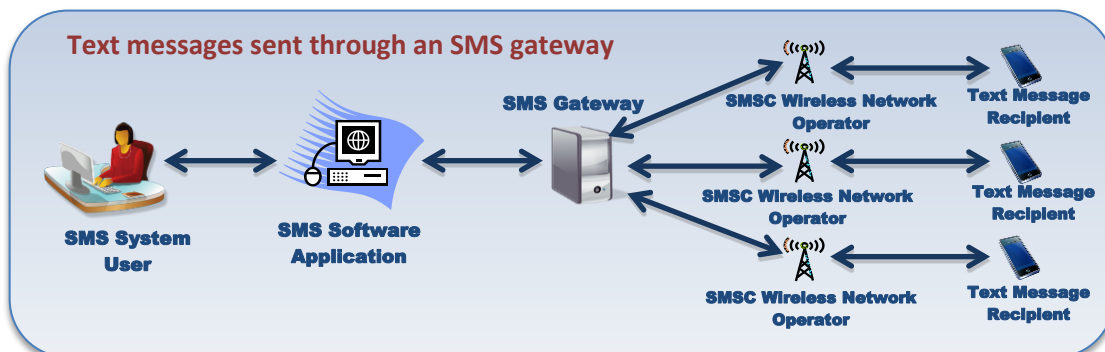 Text messages sent through an SMS gateway
SMS System
User
SMS Software
Application
SMS Gateway
SMSC Wireless Network
Operator
Text Message
Recipient
SMSC Wireless Network
Operator
Text Message
Recipient
SMSC Wireless Network
Operator
Text Message
Recipient